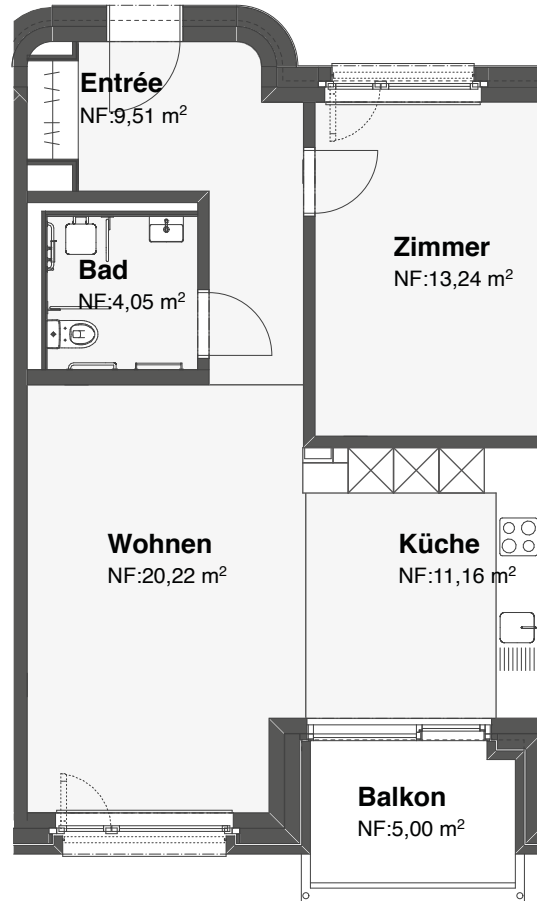 Entrée
NF:9,51 m²
Zimmer
NF:13,24 m²
Bad
NF:4,05 m²
Wohnen
NF:20,22 m²
Küche
NF:11,16 m²
Balkon
NF:5,00 m²